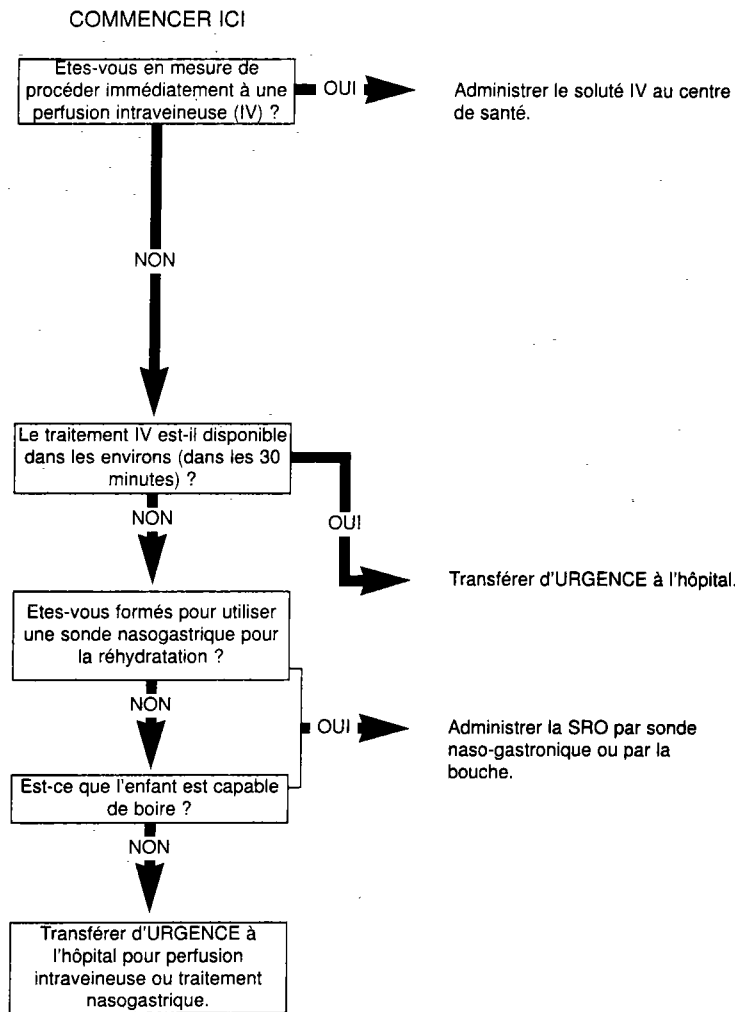 COMMENCER ICI
Etes-vous en mesure de
procéder immédiatement à une
perfusion intraveineuse (IV) ?
OUI
Administrer le soluté IV au centre
de santé.
NON
Le traitement IV est-il disponible
dans les environs (dans les 30
minutes) ?
NON
OUI
Transférer d'URGENCE à l'hôpital.
Etes-vous formés pour utiliser
une sonde nasogastrique pour
la réhydratation ?
NON
OUI
Administrer la SRO par sonde
naso-gastronique ou par la
bouche.
Est-ce que l'enfant est capable
de boire ?
NON
Transférer d'URGENCE à
l'hôpital pour perfusion
intraveineuse ou traitement
nasogastrique.